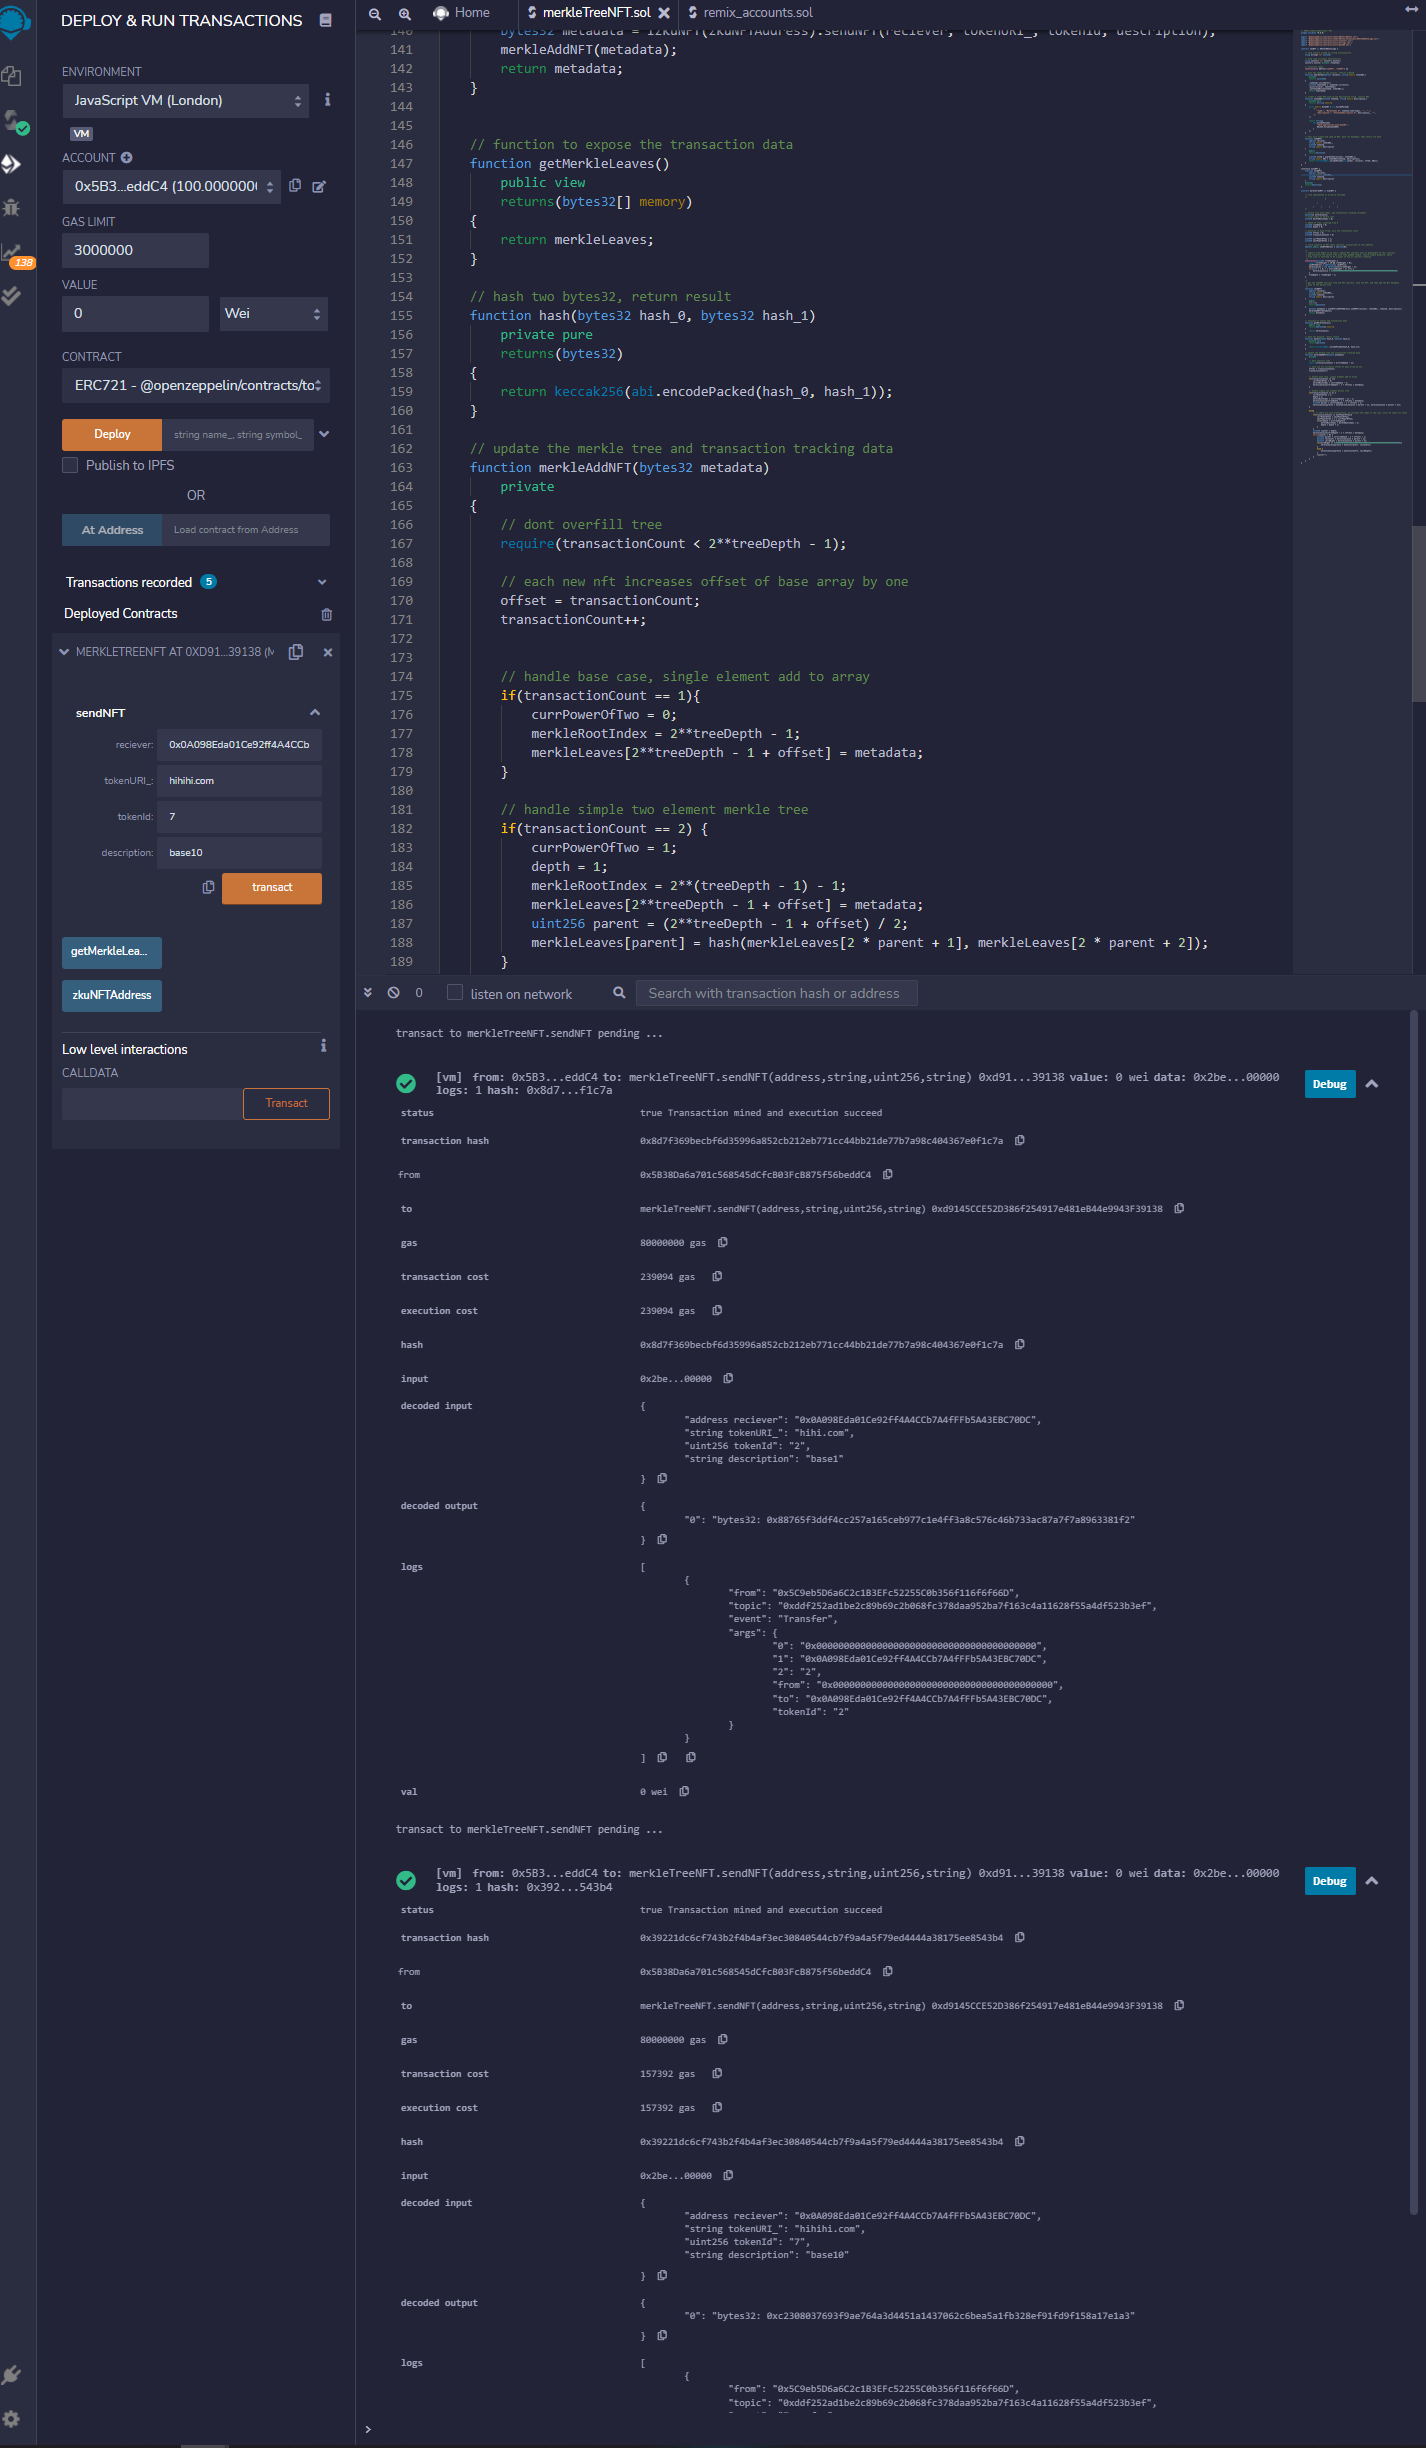 DEPLOY & RUN TRANSACTIONS
ENVIRONMENT
JavaScript VM (London)
VM
ACCOUNT
0x5B3...eddC4 (100.0000000
GAS LIMIT
3000000
VALUE
0
Wei
CONTRACT
ERC721 - @openzeppelin/contracts/to
Deploy
string name_, string symbol_
Publish to IPFS
OR
At Address
Load contract from Address
Transactions recorded 5
Deployed Contracts
MERKLETREENFT AT 0XD91...39138 (M
sendNFT
reciever: 0x0A098Eda01Ce92ff4A4CCb
tokenURI_: hihihi.com
tokenId: 7
description: base10
transact
getMerkleLea...
zkuNFTAddress
Low level interactions
CALLDATA
Transact
138
Home
merkleTreeNFT.sol
remix_accounts.sol
140 bytes32 metadata = IZkuNFT(zkuNFTAddress).sendNFT(reciever, tokenURI_, tokenId, description);
141 merkleAddNFT(metadata);
142 return metadata;
143 }
144
145
146 // function to expose the transaction data
147 function getMerkleLeaves()
148 public view
149 returns(bytes32[] memory)
150 {
151 return merkleLeaves;
152 }
153
154 // hash two bytes32, return result
155 function hash(bytes32 hash_0, bytes32 hash_1)
156 private pure
157 returns(bytes32)
158 {
159 return keccak256(abi.encodePacked(hash_0, hash_1));
160 }
161
162 // update the merkle tree and transaction tracking data
163 function merkleAddNFT(bytes32 metadata)
164 private
165 {
166 // dont overfill tree
167 require(transactionCount < 2**treeDepth - 1);
168
169 // each new nft increases offset of base array by one
170 offset = transactionCount;
171 transactionCount++;
172
173
174 // handle base case, single element add to array
175 if(transactionCount == 1){
176 currPowerOfTwo = 0;
177 merkleRootIndex = 2**treeDepth - 1;
178 merkleLeaves[2**treeDepth - 1 + offset] = metadata;
179 }
180
181 // handle simple two element merkle tree
182 if(transactionCount == 2) {
183 currPowerOfTwo = 1;
184 depth = 1;
185 merkleRootIndex = 2**(treeDepth - 1) - 1;
186 merkleLeaves[2**treeDepth - 1 + offset] = metadata;
187 uint256 parent = (2**treeDepth - 1 + offset) / 2;
188 merkleLeaves[parent] = hash(merkleLeaves[2 * parent + 1], merkleLeaves[2 * parent + 2]);
189 }
0
listen on network
Search with transaction hash or address
transact to merkleTreeNFT.sendNFT pending ...
[vm] from: 0x5B3...eddC4 to: merkleTreeNFT.sendNFT(address,string,uint256,string) 0xd91...39138 value: 0 wei data: 0x2be...00000
logs: 1 hash: 0x8d7...f1c7a
Debug
status true Transaction mined and execution succeed
transaction hash 0x8d7f369becbf6d35996a852cb212eb771cc44bb21de77b7a98c404367e0f1c7a
from 0x5B38Da6a701c568545dCfcB03FcB875f56beddC4
to merkleTreeNFT.sendNFT(address,string,uint256,string) 0xd9145CCE52D386f254917e481eB44e9943F39138
gas 80000000 gas
transaction cost 239094 gas
execution cost 239094 gas
hash 0x8d7f369becbf6d35996a852cb212eb771cc44bb21de77b7a98c404367e0f1c7a
input 0x2be...00000
decoded input {
"address reciever": "0x0A098Eda01Ce92ff4A4CCb7A4fFFb5A43EBC70DC",
"string tokenURI_": "hihi.com",
"uint256 tokenId": "2",
"string description": "base1"
}
decoded output {
"0": "bytes32: 0x88765f3ddf4cc257a165ceb977c1e4ff3a8c576c46b733ac87a7f7a8963381f2"
}
logs [
{
"from": "0x5C9eb5D6a6C2c1B3EFc52255C0b356f116f6f66D",
"topic": "0xddf252ad1be2c89b69c2b068fc378daa952ba7f163c4a11628f55a4df523b3ef",
"event": "Transfer",
"args": {
"0": "0x0000000000000000000000000000000000000000",
"1": "0x0A098Eda01Ce92ff4A4CCb7A4fFFb5A43EBC70DC",
"2": "2",
"from": "0x0000000000000000000000000000000000000000",
"to": "0x0A098Eda01Ce92ff4A4CCb7A4fFFb5A43EBC70DC",
"tokenId": "2"
}
}
]
val 0 wei
transact to merkleTreeNFT.sendNFT pending ...
[vm] from: 0x5B3...eddC4 to: merkleTreeNFT.sendNFT(address,string,uint256,string) 0xd91...39138 value: 0 wei data: 0x2be...00000
logs: 1 hash: 0x392...543b4
Debug
status true Transaction mined and execution succeed
transaction hash 0x39221dc6cf743b2f4b4af3ec30840544cb7f9a4a5f79ed4444a38175ee8543b4
from 0x5B38Da6a701c568545dCfcB03FcB875f56beddC4
to merkleTreeNFT.sendNFT(address,string,uint256,string) 0xd9145CCE52D386f254917e481eB44e9943F39138
gas 80000000 gas
transaction cost 157392 gas
execution cost 157392 gas
hash 0x39221dc6cf743b2f4b4af3ec30840544cb7f9a4a5f79ed4444a38175ee8543b4
input 0x2be...00000
decoded input {
"address reciever": "0x0A098Eda01Ce92ff4A4CCb7A4fFFb5A43EBC70DC",
"string tokenURI_": "hihihi.com",
"uint256 tokenId": "7",
"string description": "base10"
}
decoded output {
"0": "bytes32: 0xc2308037693f9ae764a3d4451a1437062c6bea5a1fb328ef91fd9f158a17e1a3"
}
logs [
{
"from": "0x5C9eb5D6a6C2c1B3EFc52255C0b356f116f6f66D",
"topic": "0xddf252ad1be2c89b69c2b068fc378daa952ba7f163c4a11628f55a4df523b3ef",
>